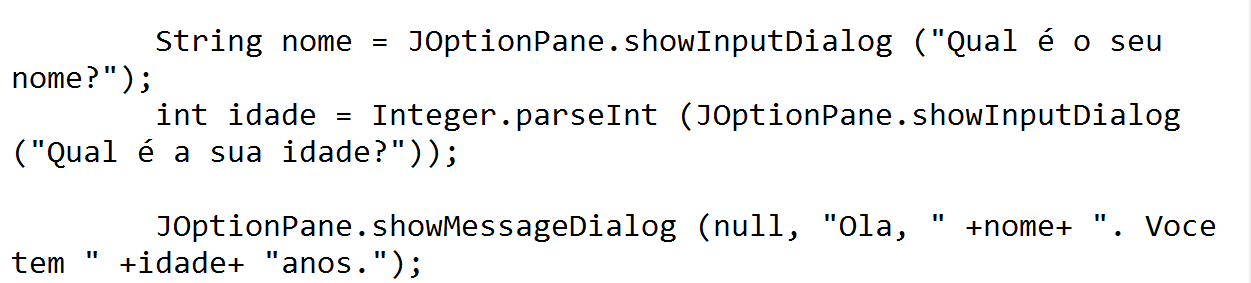 String nome = JOptionPane.showInputDialog ("Qual é o seu
nome?");
int idade = Integer.parseInt (JOptionPane.showInputDialog
("Qual é a sua idade?"));
JOptionPane.showMessageDialog (null, "Ola, " +nome+ ". Voce
tem " +idade+ "anos.");